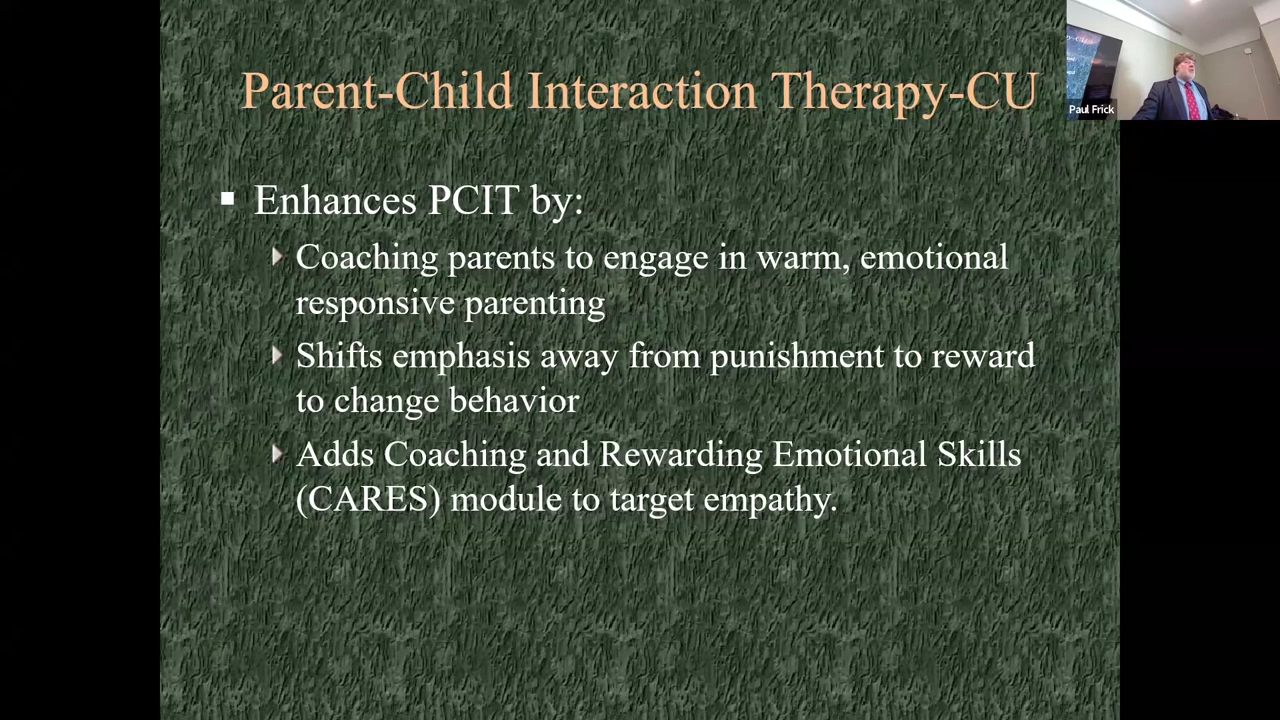 Parent-Child Interaction Therapy-CU
Paul Frick
Enhances PCIT by:
Coaching parents to engage in warm, emotional
responsive parenting
Shifts emphasis away from punishment to reward
to change behavior
Adds Coaching and Rewarding Emotional Skills
(CARES) module to target empathy.